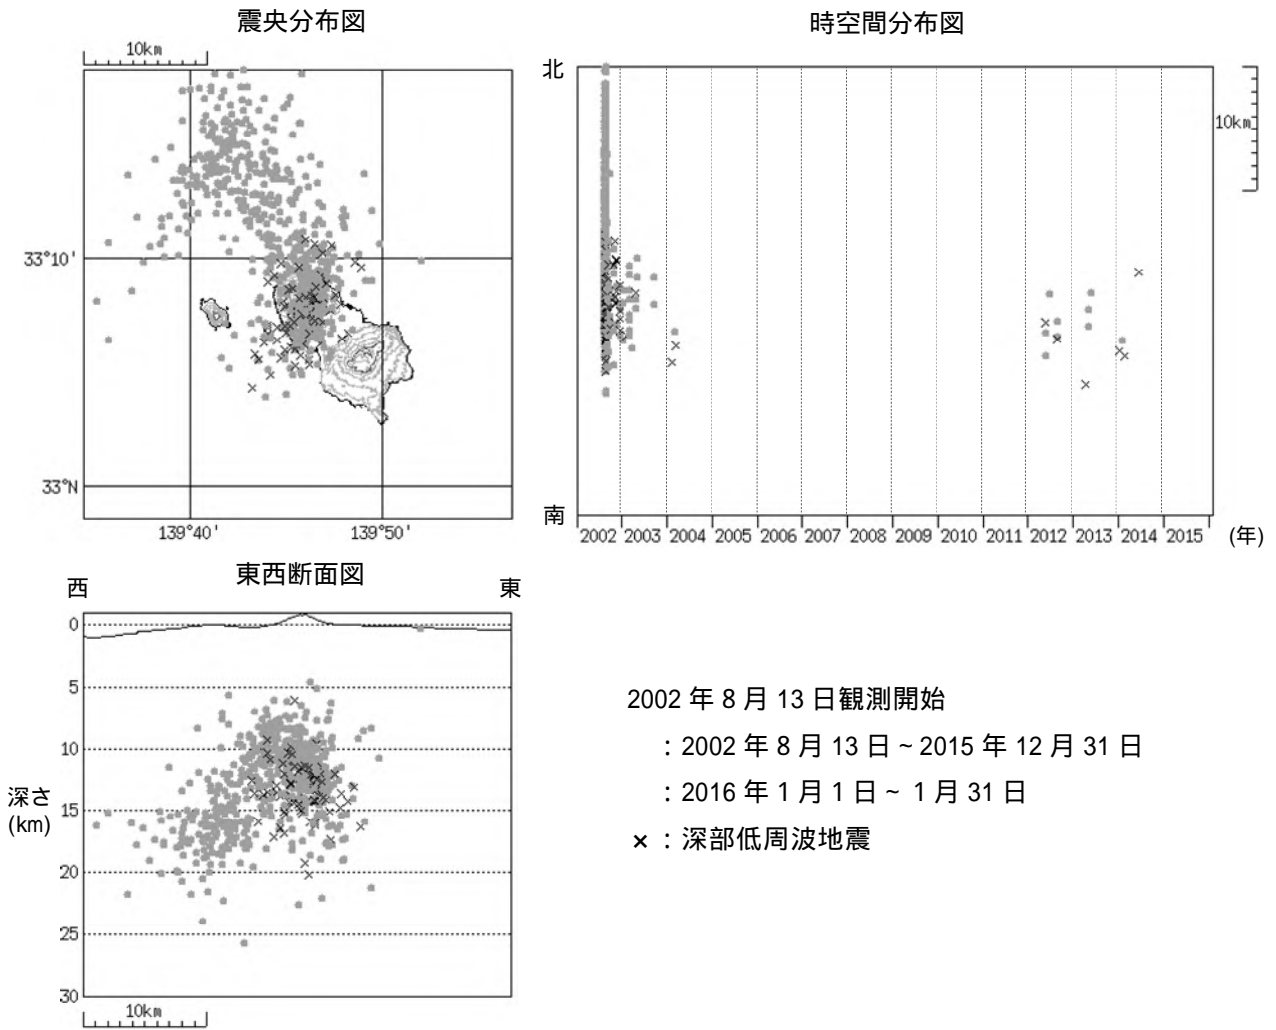 震央分布図
10km
33°10'
33°N
139°40'
139°50'
時空間分布図
北
10km
南
2002 2003 2004 2005 2006 2007 2008 2009 2010 2011 2012 2013 2014 2015 (年)
東西断面図
西
東
0
5
10
深さ
(km)
15
20
25
30
10km
2002 年 8 月 13 日観測開始
：2002 年 8 月 13 日 ~ 2015 年 12 月 31 日
：2016 年 1 月 1 日 ~ 1 月 31 日
×：深部低周波地震